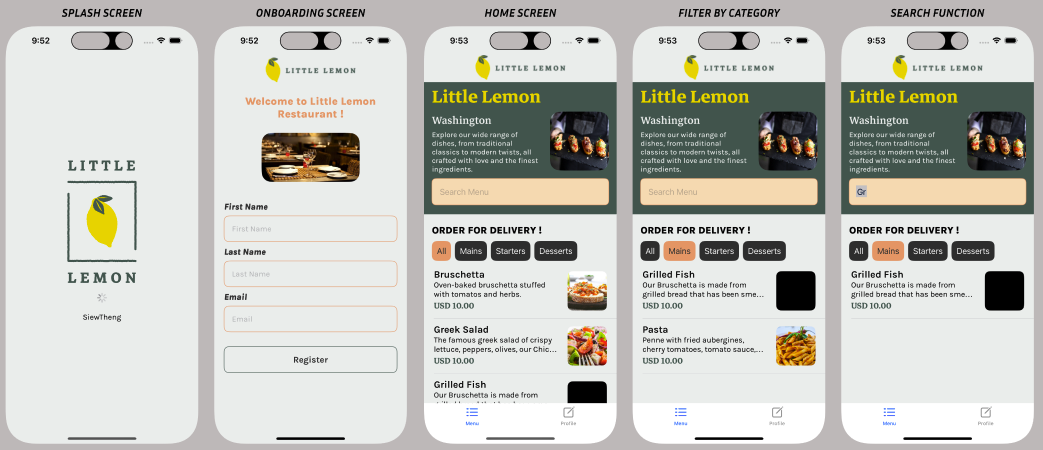 SPLASH SCREEN
9:52
LITTLE
LEMON
SiewTheng
ONBOARDING SCREEN
9:52
LITTLE LEMON
Welcome to Little Lemon
Restaurant !
First Name
First Name
Last Name
Last Name
Email
Email
Register
HOME SCREEN
9:53
LITTLE LEMON
Little Lemon
Washington
Explore our wide range of
dishes, from traditional
classics to modern twists, all
crafted with love and the finest
ingredients.
Search Menu
ORDER FOR DELIVERY !
All Mains Starters Desserts
Bruschetta
Oven-baked bruschetta stuffed
with tomatos and herbs.
USD 10.00
Greek Salad
The famous greek salad of crispy
lettuce, peppers, olives, our Chic...
USD 10.00
Grilled Fish
Our Bruschetta is made from
Menu Profile
FILTER BY CATEGORY
9:53
LITTLE LEMON
Little Lemon
Washington
Explore our wide range of
dishes, from traditional
classics to modern twists, all
crafted with love and the finest
ingredients.
Search Menu
ORDER FOR DELIVERY !
All Mains Starters Desserts
Grilled Fish
Our Bruschetta is made from
grilled bread that has been sme...
USD 10.00
Pasta
Penne with fried aubergines,
cherry tomatoes, tomato sauce,...
USD 10.00
Menu Profile
SEARCH FUNCTION
9:53
LITTLE LEMON
Little Lemon
Washington
Explore our wide range of
dishes, from traditional
classics to modern twists, all
crafted with love and the finest
ingredients.
Gr
ORDER FOR DELIVERY !
All Mains Starters Desserts
Grilled Fish
Our Bruschetta is made from
grilled bread that has been sme...
USD 10.00
Menu Profile